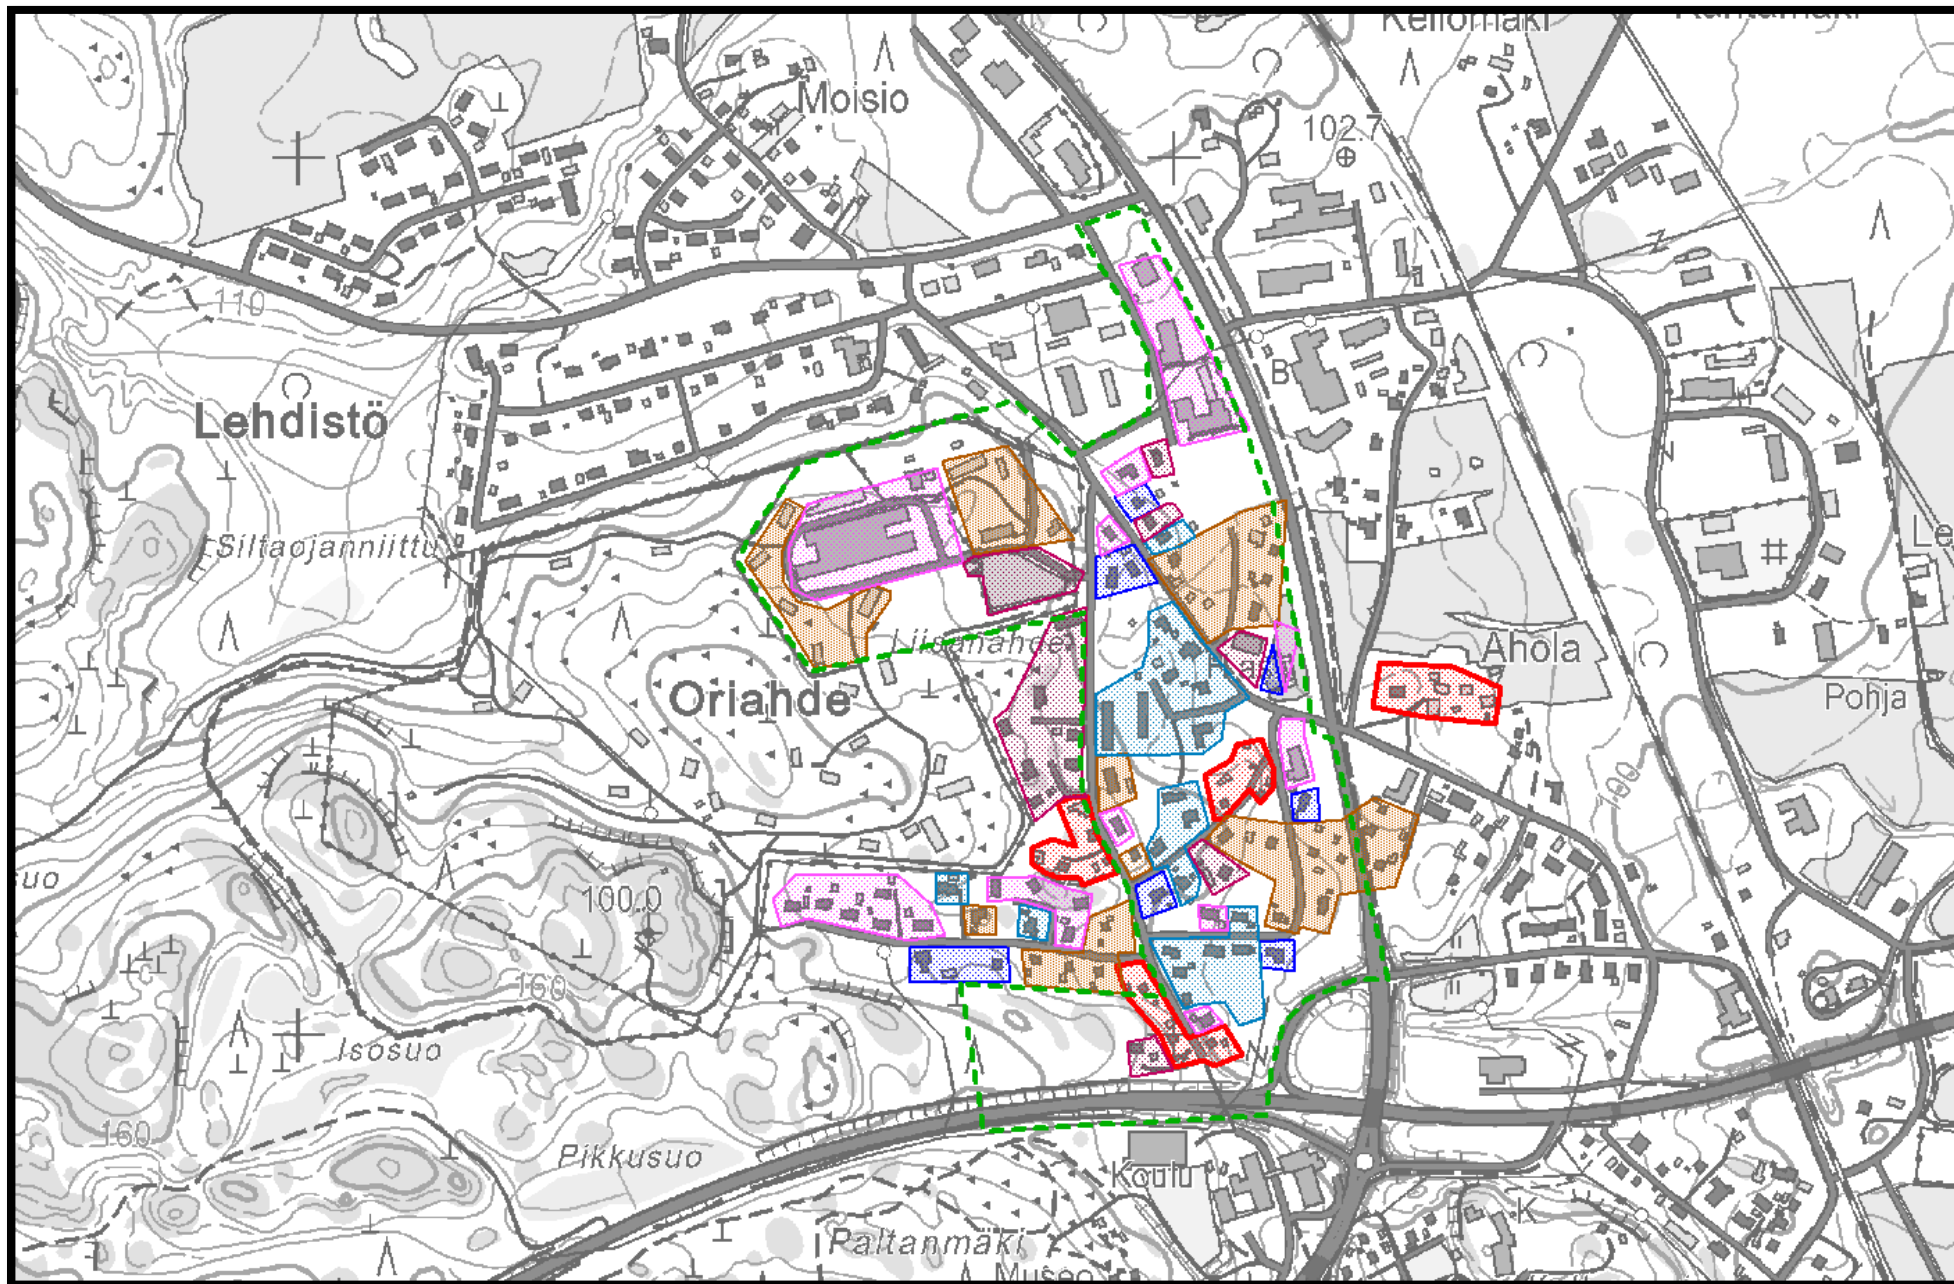 Kellomäki
Moisio
102.7
110
B
Lehdistö
Siltaojanniittu
Liisanahde
Ahola
Oriahde
Pohja
100
100.0
160
Isosuo
160
Pikkusuo
Koulu
K
Paltanmäki
Museo